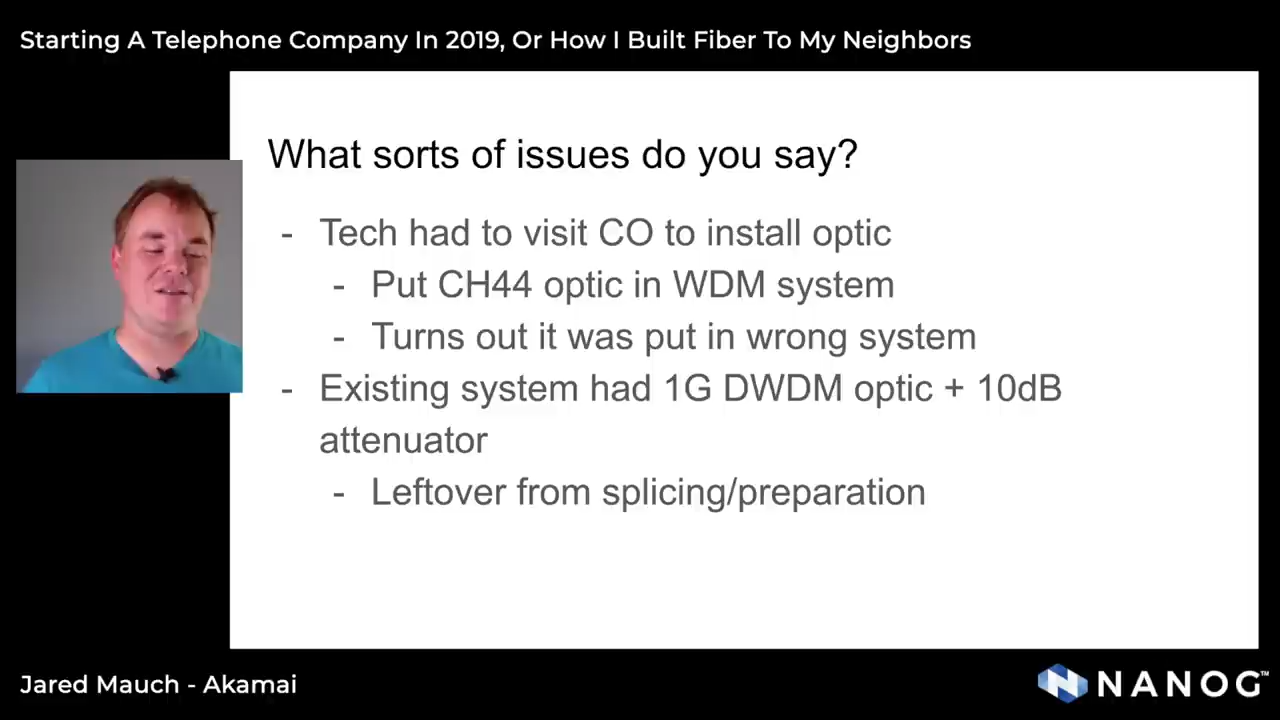 Starting A Telephone Company In 2019, Or How I Built Fiber To My Neighbors
What sorts of issues do you say?
- Tech had to visit CO to install optic
- Put CH44 optic in WDM system
- Turns out it was put in wrong system
- Existing system had 1G DWDM optic + 10dB
attenuator
- Leftover from splicing/preparation
Jared Mauch - Akamai
NANOG™